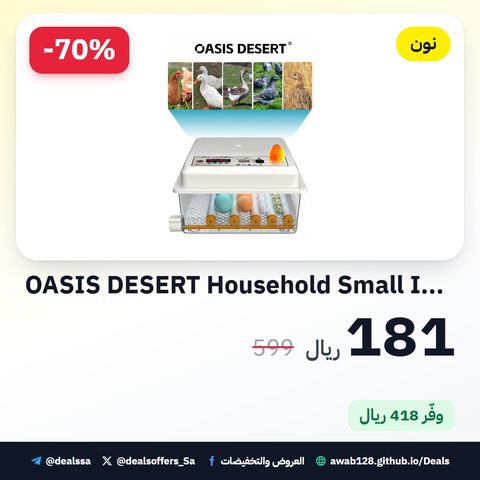 -70%
نون
OASIS DESERT®
OASIS DESERT Household Small I...
181 ريال 599
وفّر 418 ريال
@dealssa @dealsoffers_Sa العروض والتخفيضات awab128.github.io/Deals